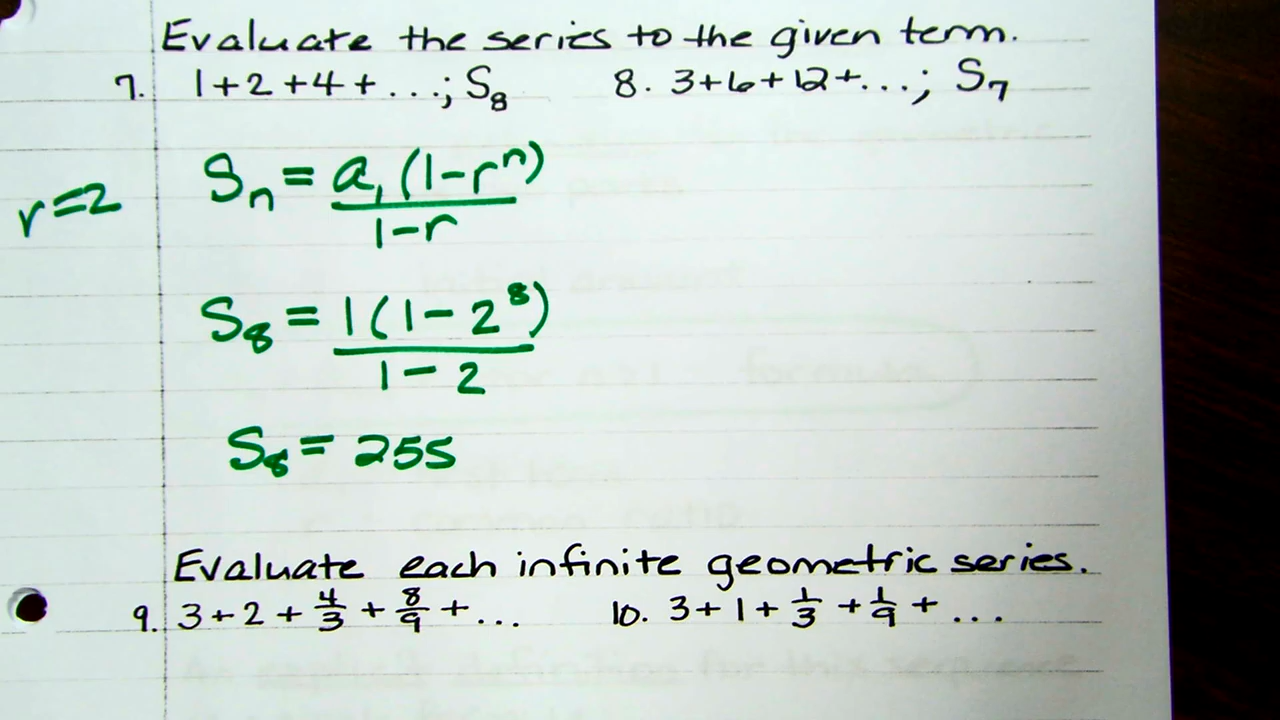 Evaluate the series to the given term.
7. 1+2+4+...; S₈ 8. 3+6+12+...; S₇
r=2
Sₙ = a₁(1-rⁿ)
1-r
S₈ = 1(1-2⁸)
1-2
S₈ = 255
Evaluate each infinite geometric series.
9. 3+2+4/3+8/9+... 10. 3+1+1/3+1/9+...